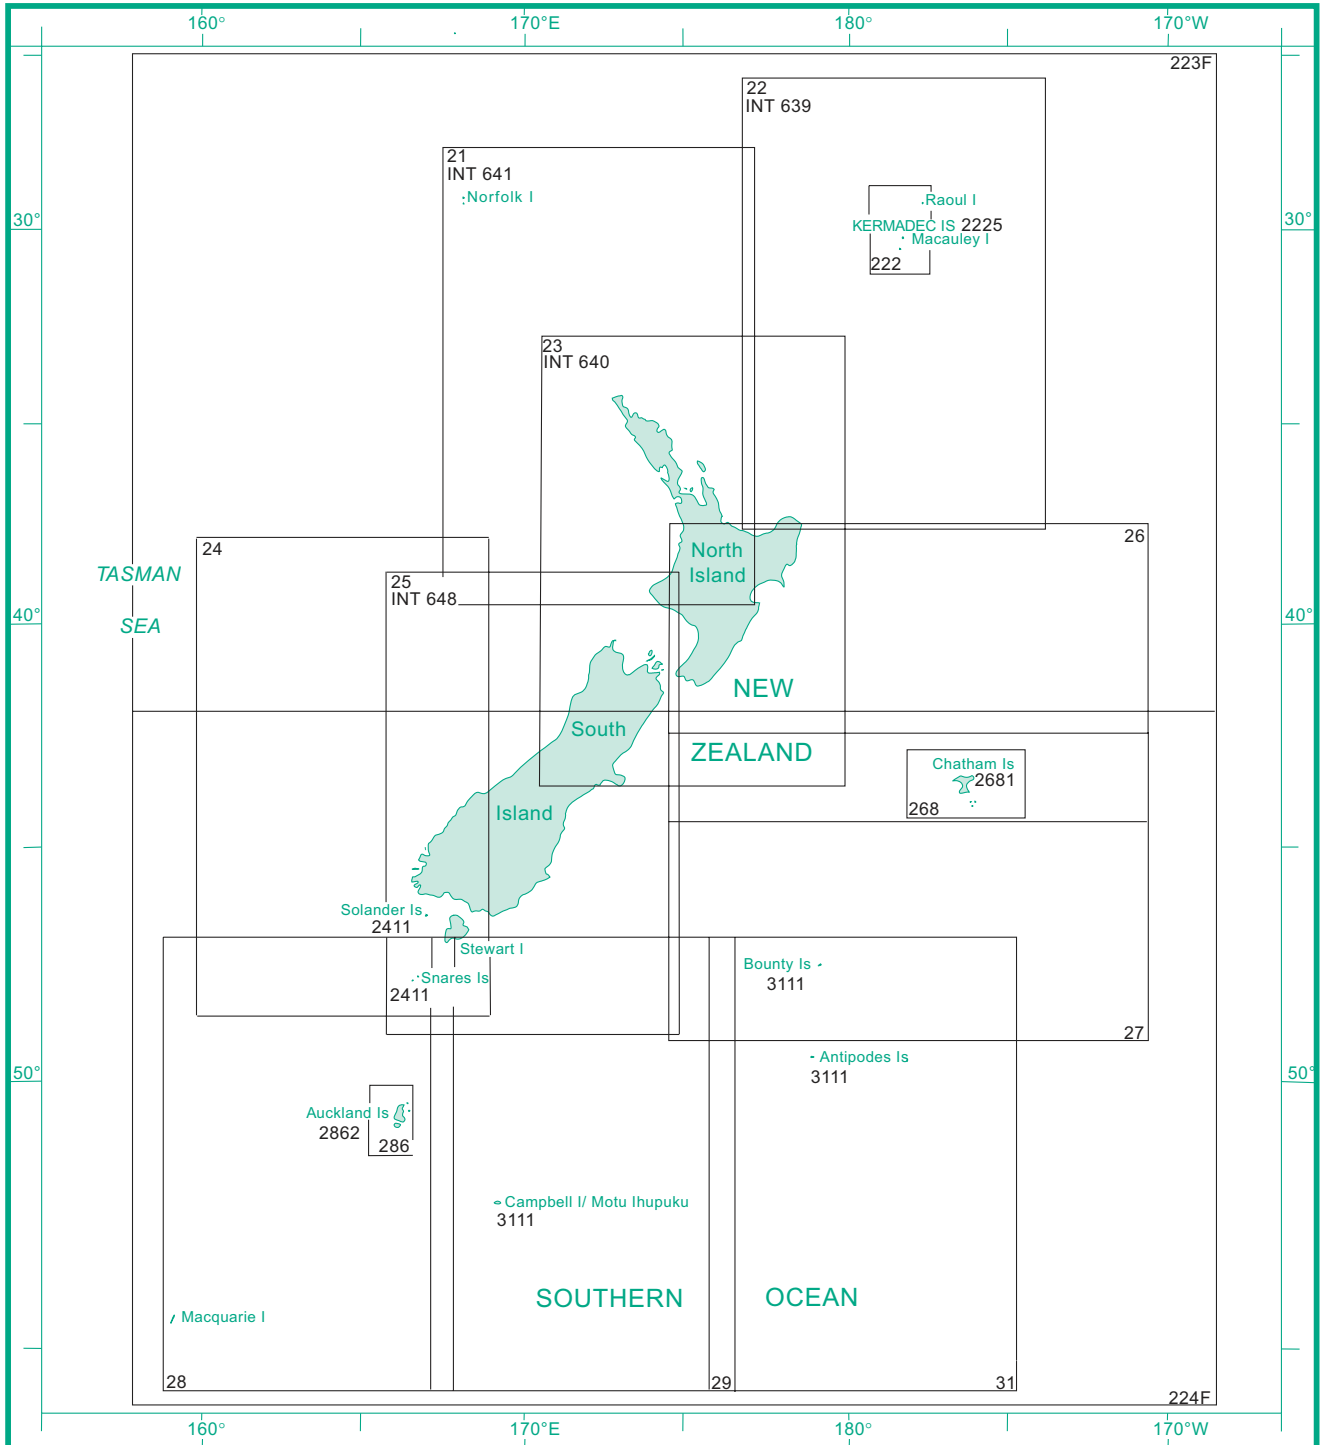 160°
170°E
180°
170°W
223F
22
INT 639
21
INT 641
Norfolk I
Raoul I
30°
KERMADEC IS 2225
30°
Macauley I
222
23
INT 640
26
24
North
Island
TASMAN
25
INT 648
SEA
40°
40°
NEW
South
ZEALAND
Chatham Is
2681
268
Island
Solander Is
2411
Stewart I
Bounty Is
3111
Snares Is
2411
27
Antipodes Is
3111
50°
50°
Auckland Is
2862
286
Campbell I/ Motu Ihupuku
3111
SOUTHERN
OCEAN
Macquarie I
28
29
31
224F
160°
170°E
180°
170°W